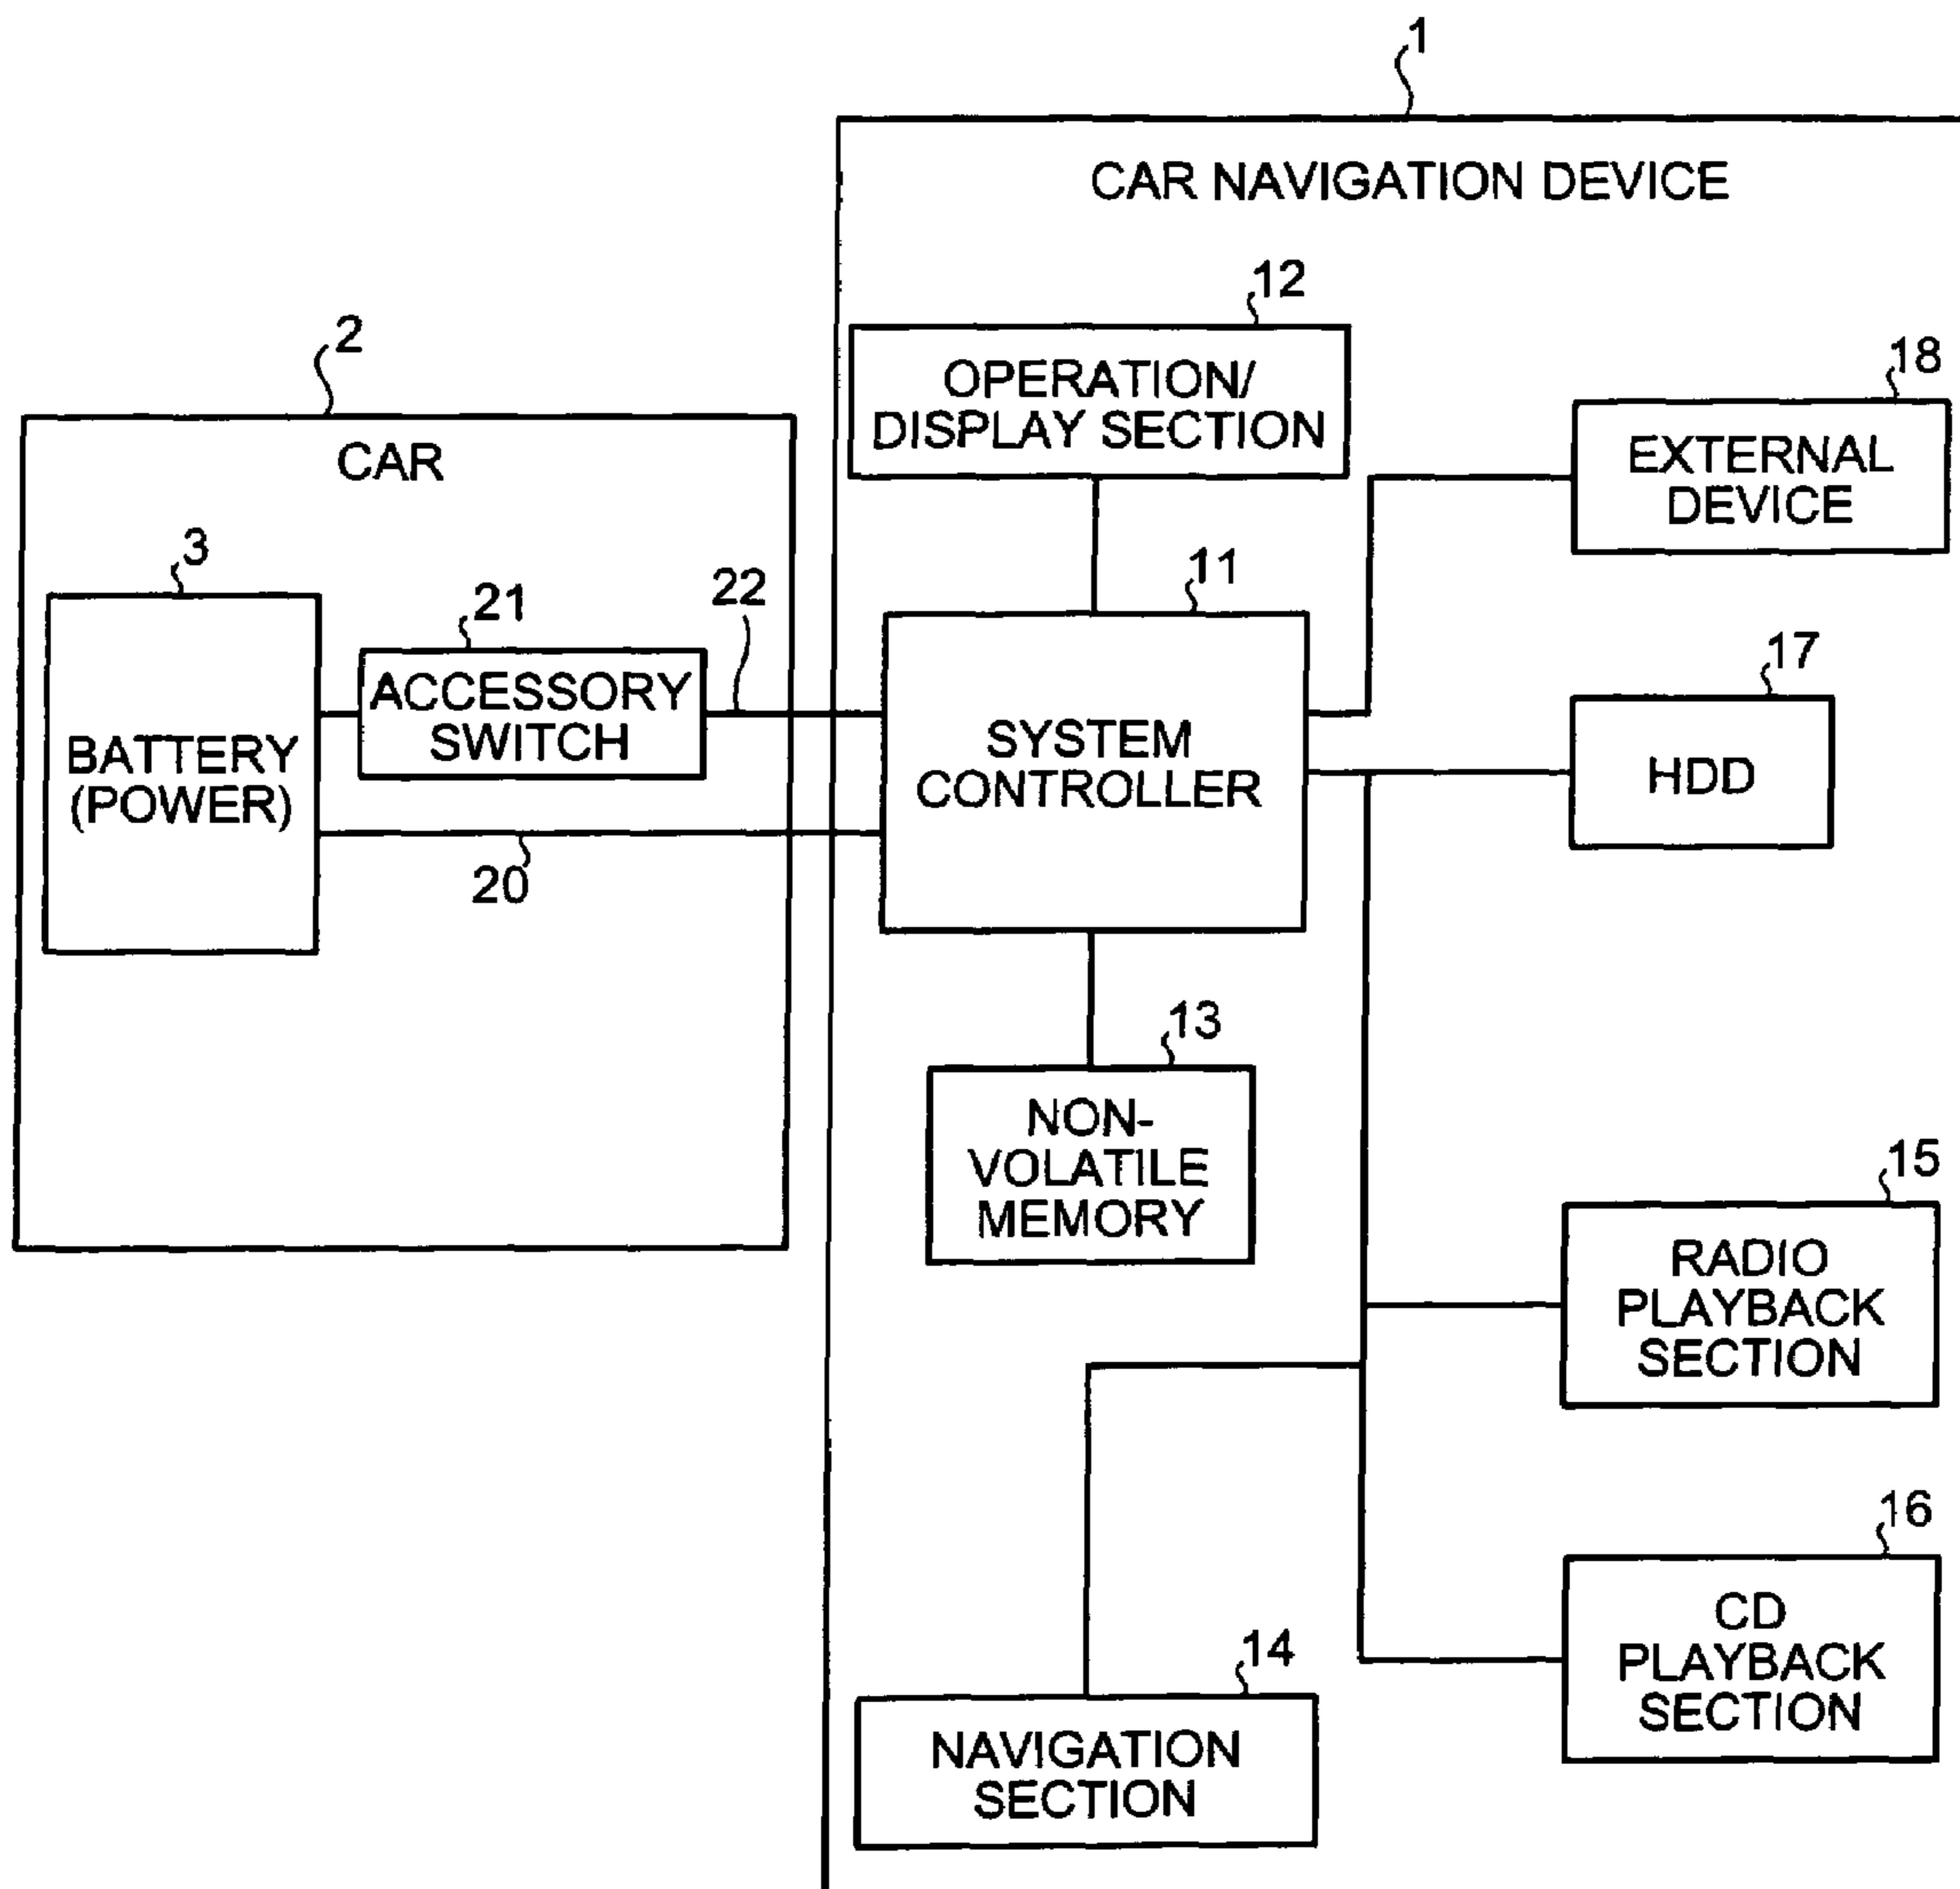 1
CAR NAVIGATION DEVICE
2
CAR
3
BATTERY
(POWER)
21
ACCESSORY
SWITCH
22
20
12
OPERATION/
DISPLAY SECTION
11
SYSTEM
CONTROLLER
13
NON-
VOLATILE
MEMORY
14
NAVIGATION
SECTION
18
EXTERNAL
DEVICE
17
HDD
15
RADIO
PLAYBACK
SECTION
16
CD
PLAYBACK
SECTION